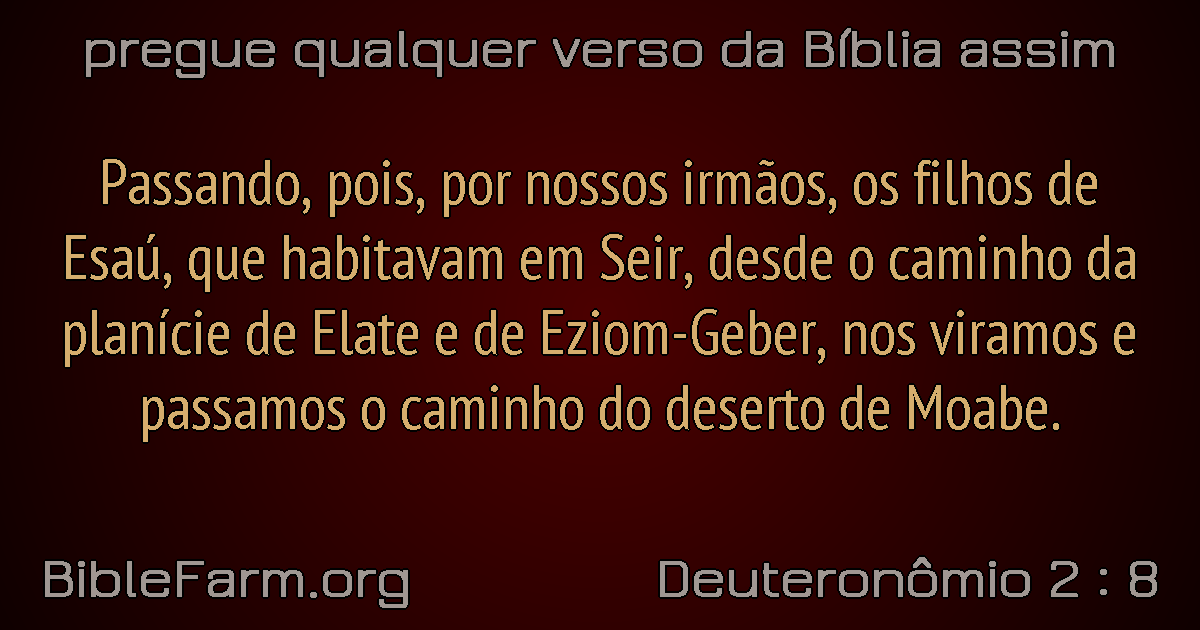 pregue qualquer verso da Bíblia assim
Passando, pois, por nossos irmãos, os filhos de
Esaú, que habitavam em Seir, desde o caminho da
planície de Elate e de Eziom-Geber, nos viramos e
passamos o caminho do deserto de Moabe.
BibleFarm.org
Deuteronômio 2 : 8